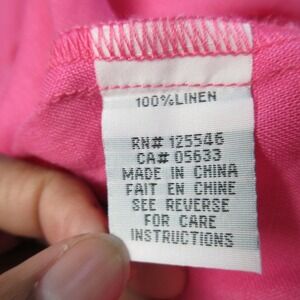 100%LINEN
RN# 125546
CA# 05633
MADE IN CHINA
FAIT EN CHINE
SEE REVERSE
FOR CARE
INSTRUCTIONS